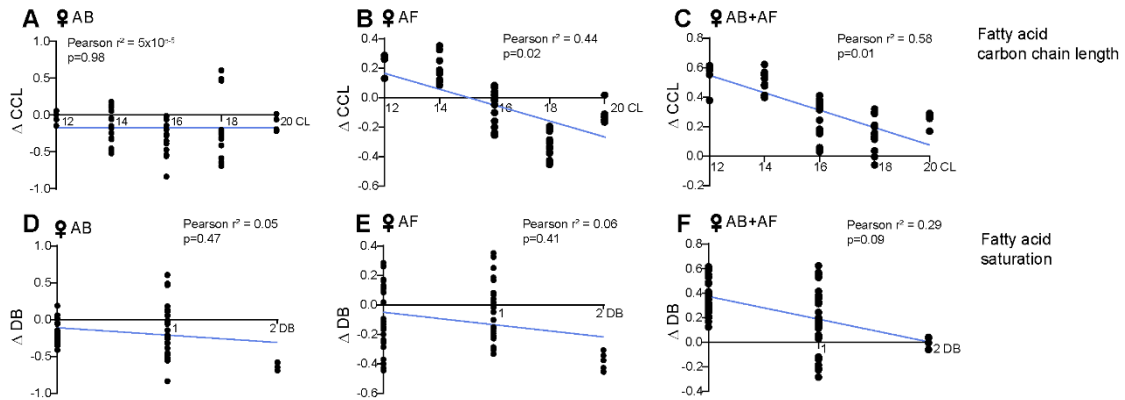 A ♀ AB
Pearson r² = 5x10⁻⁵
p=0.98
Δ CCL
1.0
0.5
0.0
-0.5
-1.0
12 14 16 18 20 CL
B ♀ AF
Pearson r² = 0.44
p=0.02
Δ CCL
0.4
0.2
0.0
-0.2
-0.4
-0.6
12 14 16 18 20 CL
C ♀ AB+AF
Pearson r² = 0.58
p=0.01
Δ CCL
0.8
0.6
0.4
0.2
0.0
-0.2
12 14 16 18 20 CL
Fatty acid
carbon chain length
D ♀ AB
Pearson r² = 0.05
p=0.47
Δ DB
1.0
0.5
0.0
-0.5
-1.0
1 2 DB
E ♀ AF
Pearson r² = 0.06
p=0.41
Δ DB
0.4
0.2
0.0
-0.2
-0.4
-0.6
1 2 DB
F ♀ AB+AF
Pearson r² = 0.29
p=0.09
Δ DB
0.8
0.6
0.4
0.2
0.0
-0.2
-0.4
1 2 DB
Fatty acid
saturation